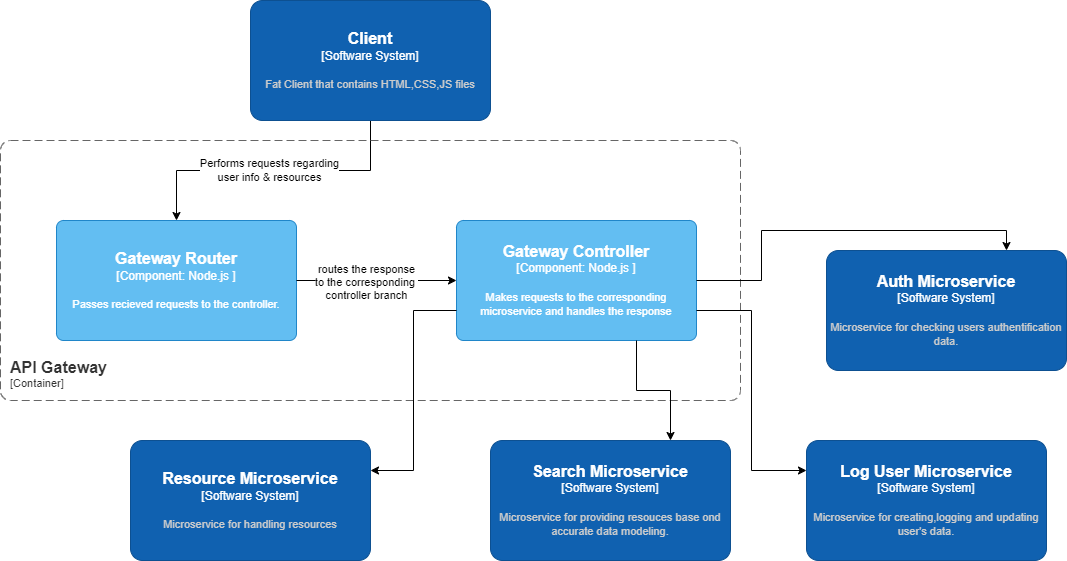 Client
[Software System]
Fat Client that contains HTML,CSS,JS files
Performs requests regarding
user info & resources
Gateway Router
[Component: Node.js ]
Passes recieved requests to the controller.
routes the response
to the corresponding
controller branch
Gateway Controller
[Component: Node.js ]
Makes requests to the corresponding
microservice and handles the response
Auth Microservice
[Software System]
Microservice for checking users authentification
data.
API Gateway
[Container]
Resource Microservice
[Software System]
Microservice for handling resources
Search Microservice
[Software System]
Microservice for providing resouces base ond
accurate data modeling.
Log User Microservice
[Software System]
Microservice for creating,logging and updating
user's data.